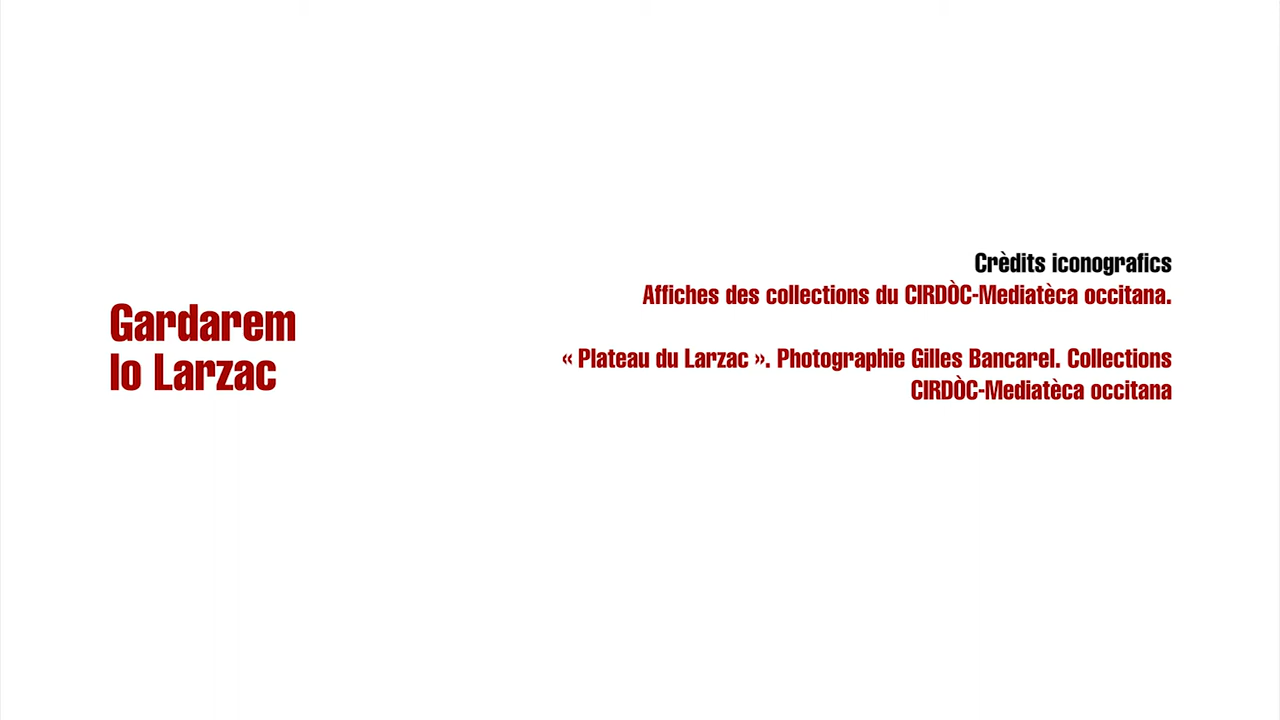 Gardarem
lo Larzac
Crèdits iconografics
Affiches des collections du CIRDÒC-Mediatèca occitana.
« Plateau du Larzac ». Photographie Gilles Bancarel. Collections
CIRDÒC-Mediatèca occitana